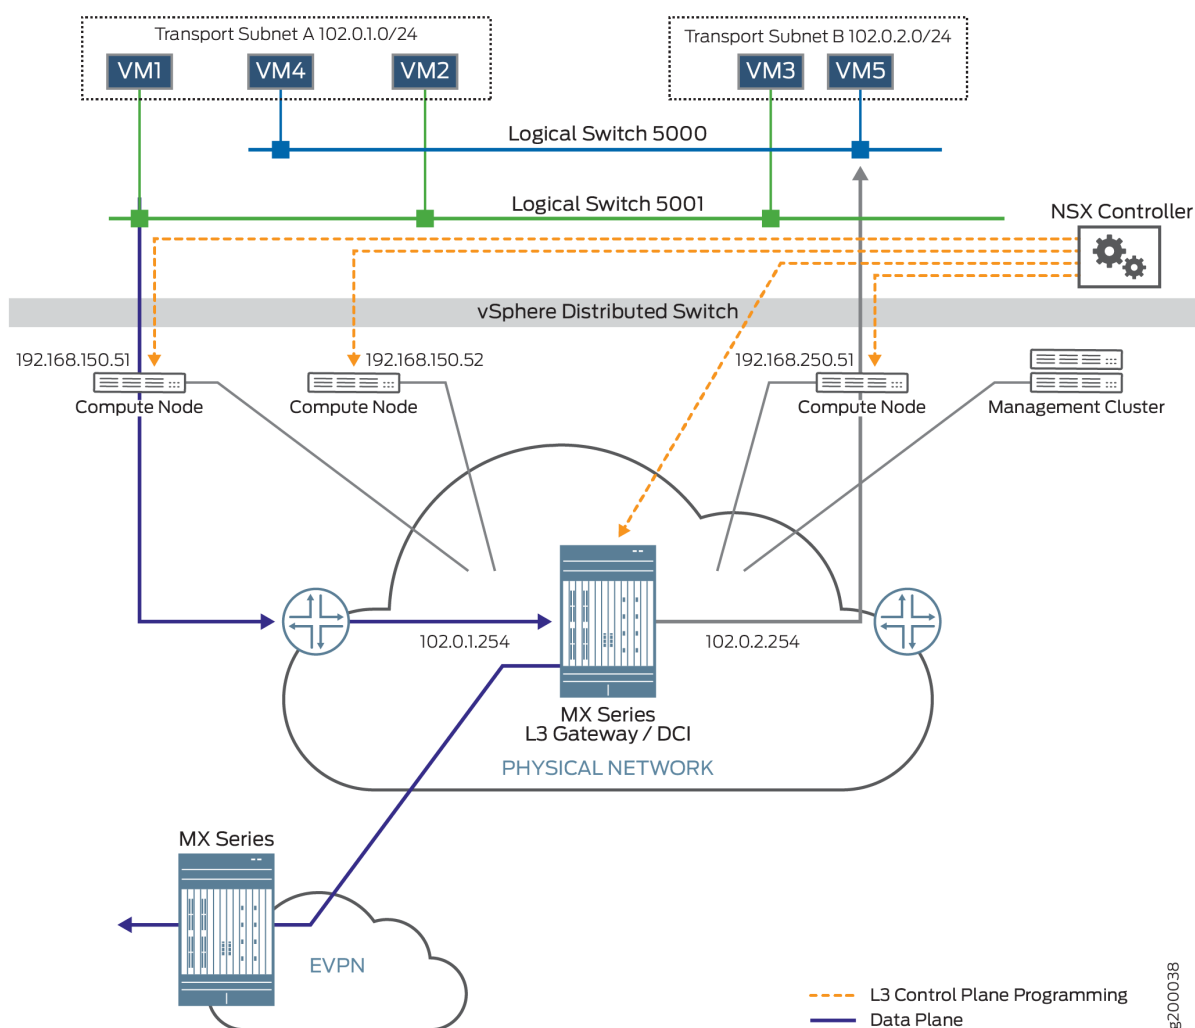 Transport Subnet A 102.0.1.0/24
Transport Subnet B 102.0.2.0/24
VM1
VM4
VM2
VM3
VM5
Logical Switch 5000
Logical Switch 5001
NSX Controller
vSphere Distributed Switch
192.168.150.51
192.168.150.52
192.168.250.51
Compute Node
Compute Node
Compute Node
Management Cluster
102.0.1.254
102.0.2.254
MX Series
L3 Gateway / DCI
PHYSICAL NETWORK
MX Series
EVPN
L3 Control Plane Programming
Data Plane
g200038